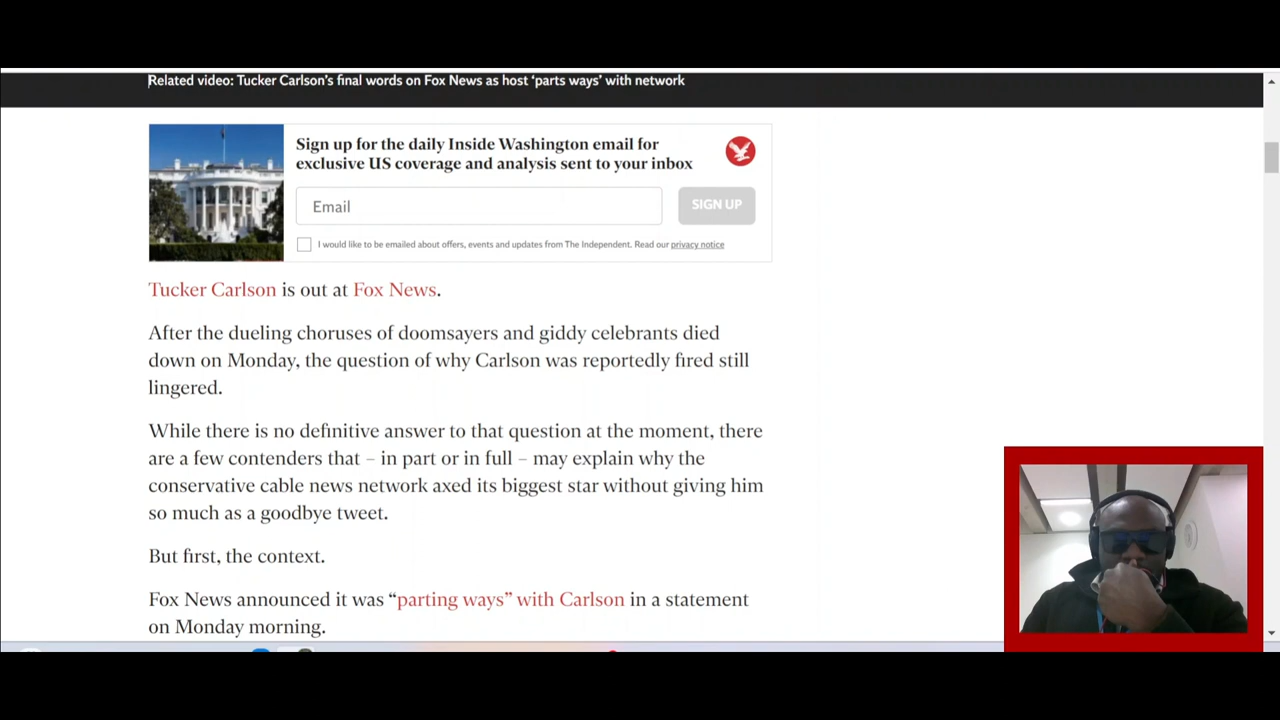 Related video: Tucker Carlson’s final words on Fox News as host ‘parts ways’ with network
Sign up for the daily Inside Washington email for
exclusive US coverage and analysis sent to your inbox
Email
SIGN UP
I would like to be emailed about offers, events and updates from The Independent. Read our privacy notice
Tucker Carlson is out at Fox News.
After the dueling choruses of doomsayers and giddy celebrants died
down on Monday, the question of why Carlson was reportedly fired still
lingered.
While there is no definitive answer to that question at the moment, there
are a few contenders that – in part or in full – may explain why the
conservative cable news network axed its biggest star without giving him
so much as a goodbye tweet.
But first, the context.
Fox News announced it was “parting ways” with Carlson in a statement
on Monday morning.